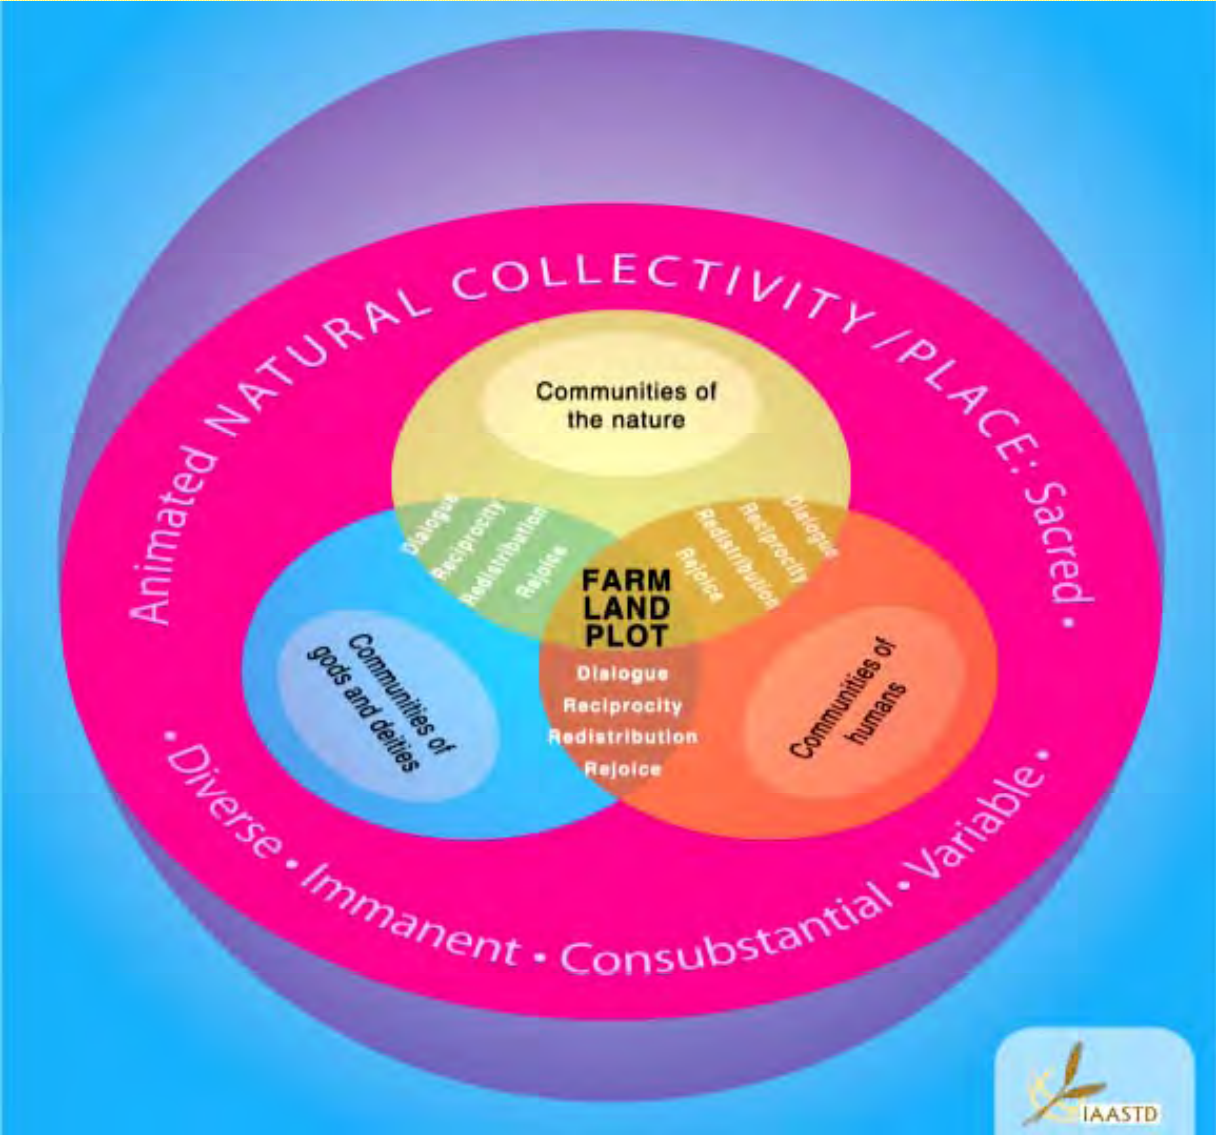 Animated NATURAL COLLECTIVITY /PLACE: Sacred •
Communities of
the nature
Dialogue
Reciprocity
Redistribution
Rejoice
Dialogue
Reciprocity
Redistribution
Rejoice
FARM
LAND
PLOT
Dialogue
Reciprocity
Redistribution
Rejoice
Communities of
gods and deities
Communities of
humans
• Diverse • Immanent • Consubstantial • Variable •
IAASTD